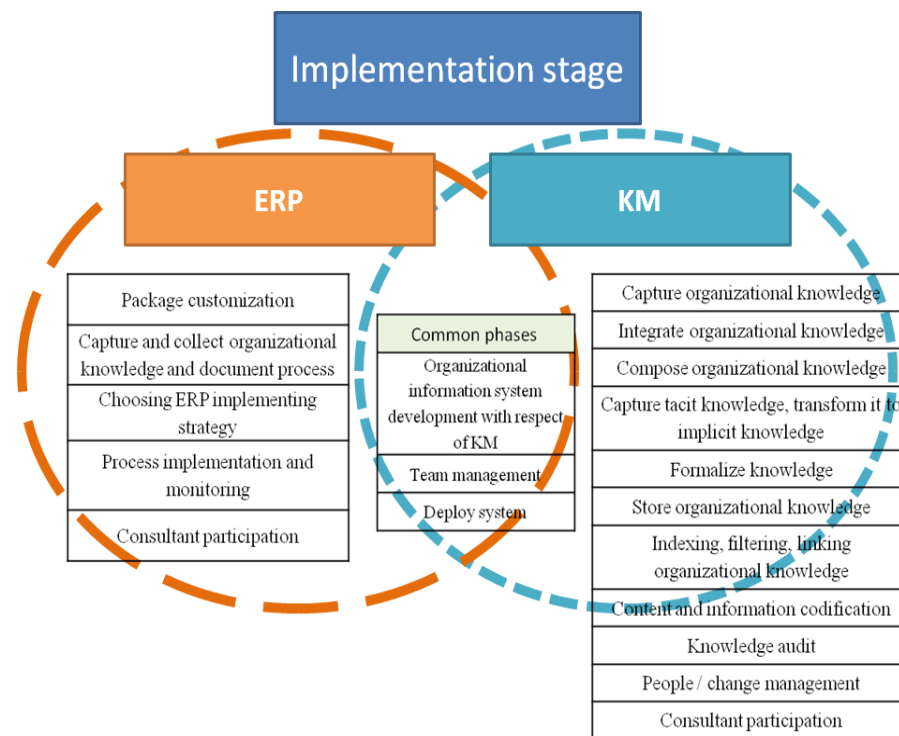 Implementation stage
ERP
KM
Package customization
Capture and collect organizational
knowledge and document process
Choosing ERP implementing
strategy
Process implementation and
monitoring
Consultant participation
Common phases
Organizational
information system
development with respect
of KM
Team management
Deploy system
Capture organizational knowledge
Integrate organizational knowledge
Compose organizational knowledge
Capture tacit knowledge, transform it to
implicit knowledge
Formalize knowledge
Store organizational knowledge
Indexing, filtering, linking
organizational knowledge
Content and information codification
Knowledge audit
People / change management
Consultant participation